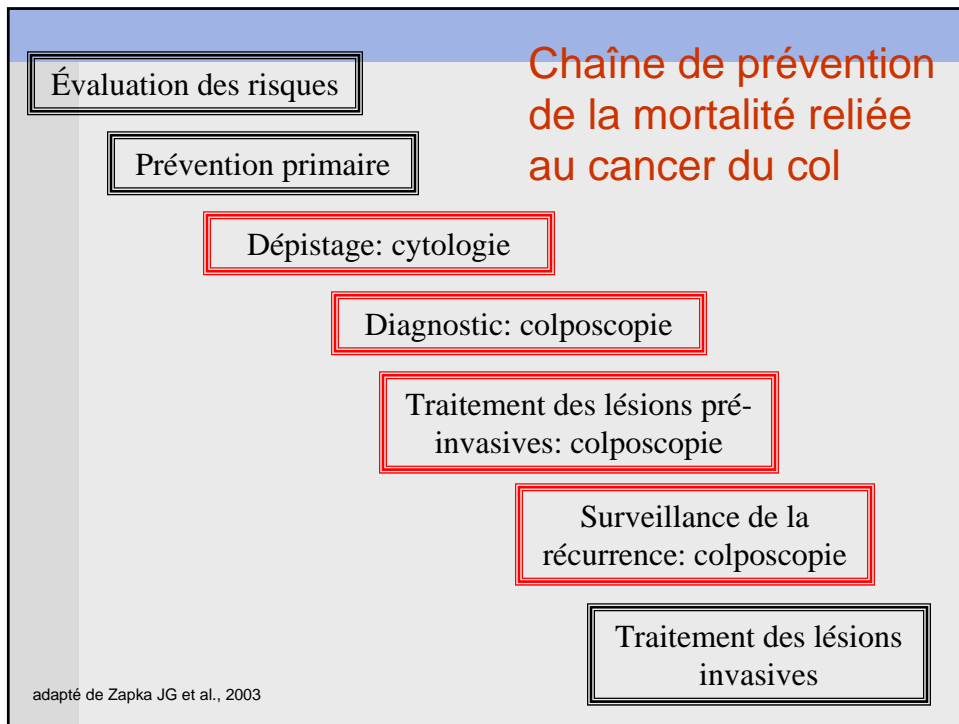 Chaîne de prévention
de la mortalité reliée
au cancer du col
Évaluation des risques
Prévention primaire
Dépistage: cytologie
Diagnostic: colposcopie
Traitement des lésions pré-
invasives: colposcopie
Surveillance de la
récurrence: colposcopie
Traitement des lésions
invasives
adapté de Zapka JG et al., 2003